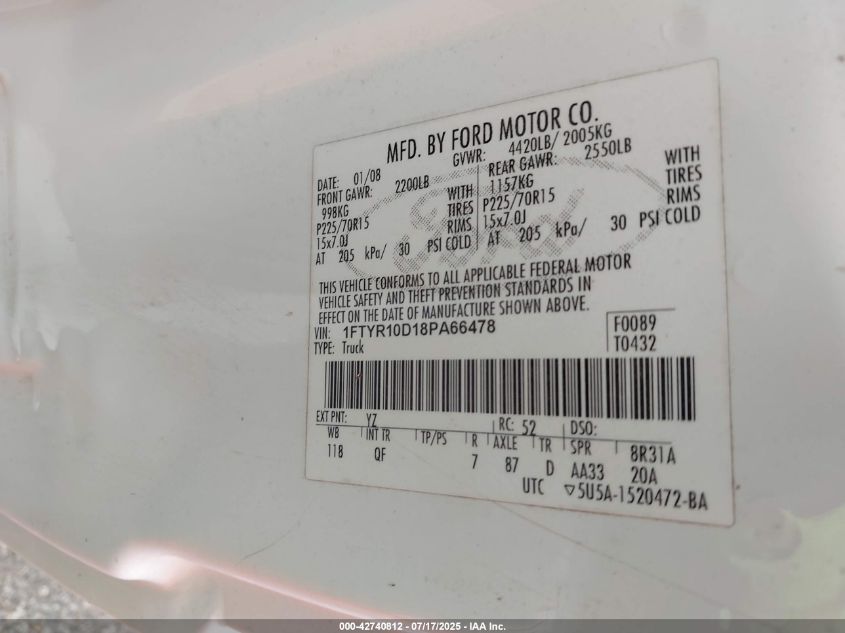 MFD. BY FORD MOTOR CO.
DATE: 01/08 GVWR: 4420LB/ 2005KG
FRONT GAWR: 2200LB REAR GAWR: 2550LB
998KG WITH 1157KG WITH
P225/70R15 TIRES P225/70R15 TIRES
15x7.0J RIMS 15x7.0J RIMS
AT 205 kPa/ 30 PSI COLD AT 205 kPa/ 30 PSI COLD
Ford
THIS VEHICLE CONFORMS TO ALL APPLICABLE FEDERAL MOTOR
VEHICLE SAFETY AND THEFT PREVENTION STANDARDS IN
EFFECT ON THE DATE OF MANUFACTURE SHOWN ABOVE.
VIN: 1FTYR10D18PA66478 F0089
TYPE: Truck T0432
EXT PNT: YZ RC: 52 DSO:
WB INT TR TP/PS R AXLE TR SPR 8R31A
118 QF 7 87 D AA33 20A
UTC ▽5U5A-1520472-BA
000-42740812 - 07/17/2025 - IAA Inc.